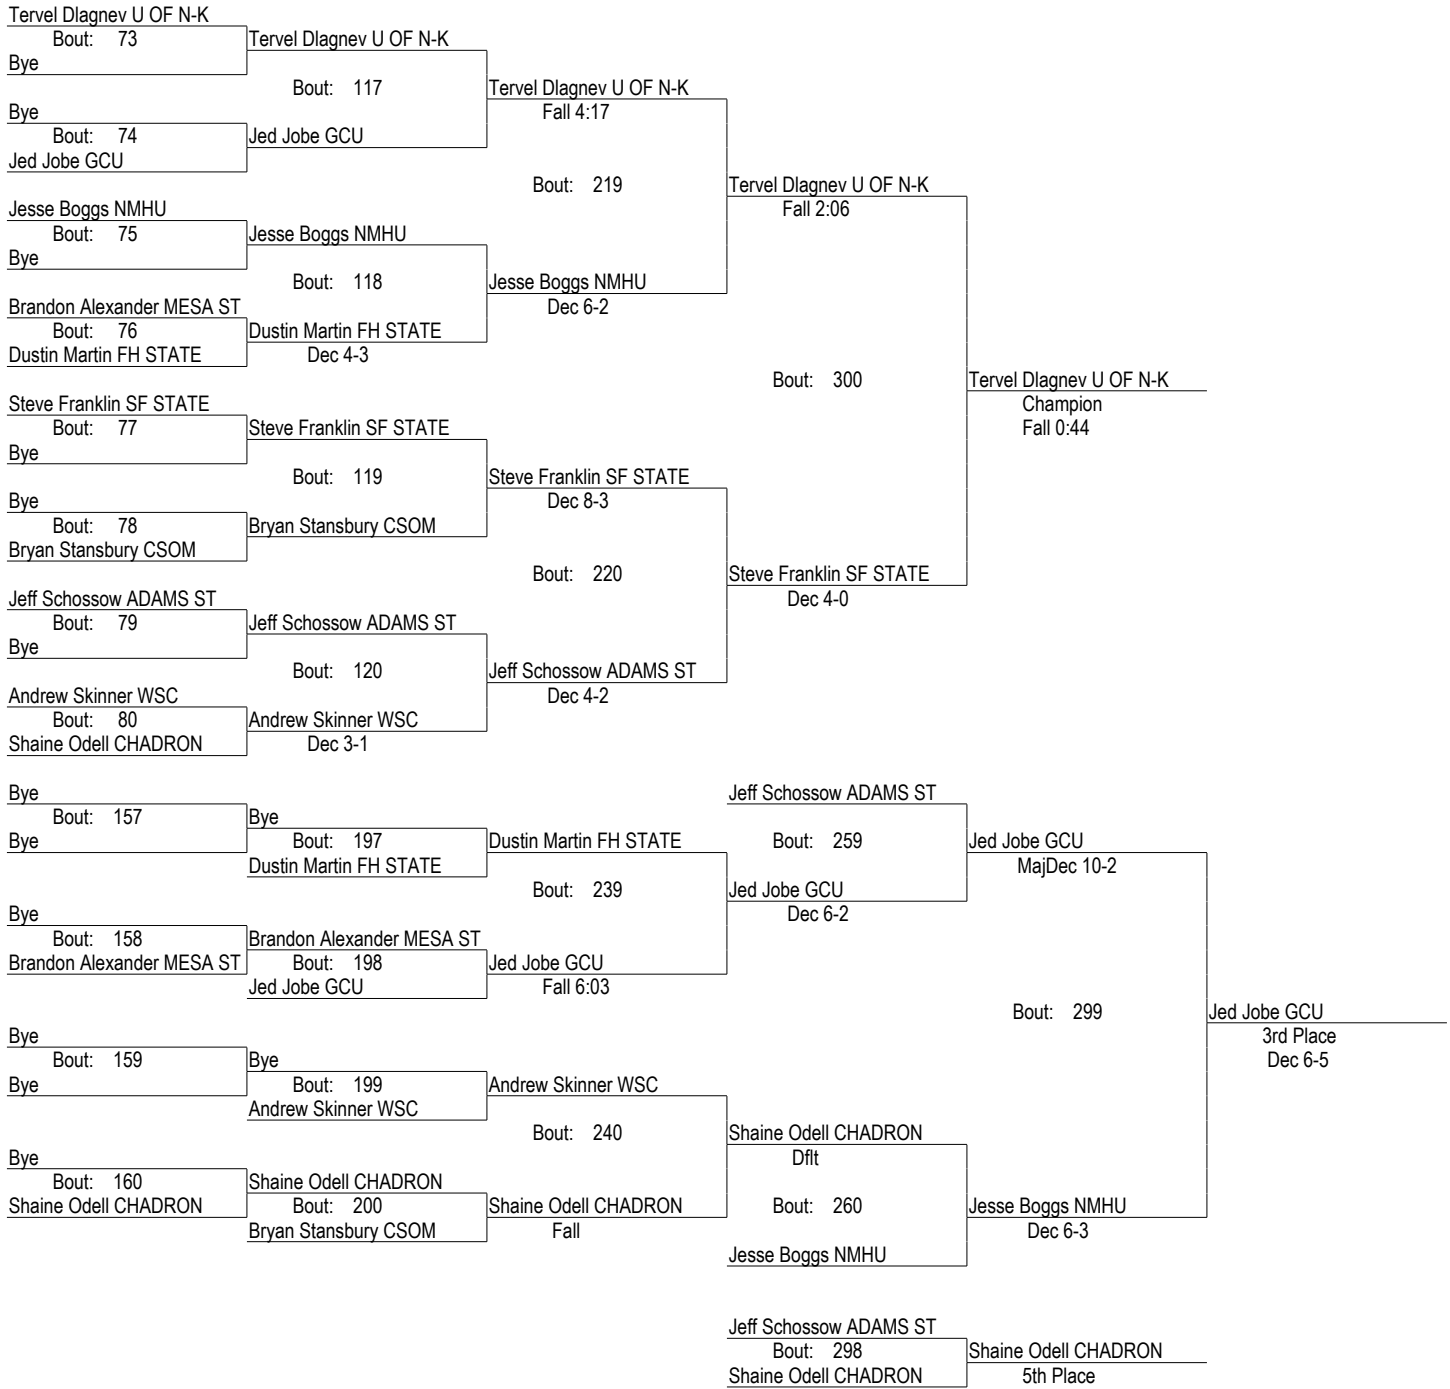 Tervel Dlagnev U OF N-K
Bout: 73
Tervel Dlagnev U OF N-K
Bye
Bout: 117
Tervel Dlagnev U OF N-K
Bye
Fall 4:17
Bout: 74
Jed Jobe GCU
Jed Jobe GCU
Bout: 219
Tervel Dlagnev U OF N-K
Jesse Boggs NMHU
Fall 2:06
Bout: 75
Jesse Boggs NMHU
Bye
Bout: 118
Jesse Boggs NMHU
Brandon Alexander MESA ST
Dec 6-2
Bout: 76
Dustin Martin FH STATE
Dustin Martin FH STATE
Dec 4-3
Bout: 300
Tervel Dlagnev U OF N-K
Steve Franklin SF STATE
Champion
Bout: 77
Steve Franklin SF STATE
Fall 0:44
Bye
Bout: 119
Steve Franklin SF STATE
Bye
Dec 8-3
Bout: 78
Bryan Stansbury CSOM
Bryan Stansbury CSOM
Bout: 220
Steve Franklin SF STATE
Jeff Schossow ADAMS ST
Dec 4-0
Bout: 79
Jeff Schossow ADAMS ST
Bye
Bout: 120
Jeff Schossow ADAMS ST
Andrew Skinner WSC
Dec 4-2
Bout: 80
Andrew Skinner WSC
Shaine Odell CHADRON
Dec 3-1
Bye
Jeff Schossow ADAMS ST
Bout: 157
Bye
Bye
Bout: 197
Dustin Martin FH STATE
Bout: 259
Jed Jobe GCU
Dustin Martin FH STATE
MajDec 10-2
Bout: 239
Jed Jobe GCU
Bye
Dec 6-2
Bout: 158
Brandon Alexander MESA ST
Brandon Alexander MESA ST
Bout: 198
Jed Jobe GCU
Jed Jobe GCU
Fall 6:03
Bout: 299
Jed Jobe GCU
Bye
3rd Place
Bout: 159
Bye
Dec 6-5
Bye
Bout: 199
Andrew Skinner WSC
Andrew Skinner WSC
Bout: 240
Shaine Odell CHADRON
Bye
Dflt
Bout: 160
Shaine Odell CHADRON
Shaine Odell CHADRON
Bout: 200
Shaine Odell CHADRON
Bout: 260
Jesse Boggs NMHU
Bryan Stansbury CSOM
Fall
Dec 6-3
Jesse Boggs NMHU
Jeff Schossow ADAMS ST
Bout: 298
Shaine Odell CHADRON
Shaine Odell CHADRON
5th Place